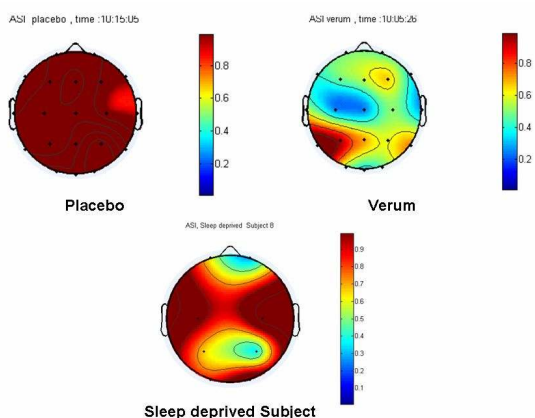 ASI placebo , time :10:15:05
ASI verum , time :10:05:26
0.8
0.6
0.4
0.2
0.8
0.6
0.4
0.2
Placebo
Verum
ASI, Sleep deprived Subject 8
0.9
0.8
0.7
0.6
0.5
0.4
0.3
0.2
0.1
Sleep deprived Subject